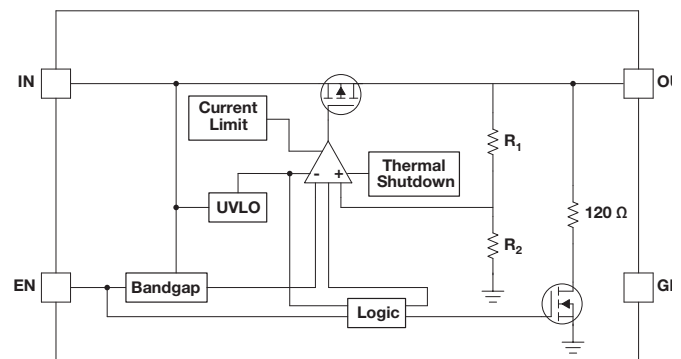 IN
Current
Limit
R1
-
+
Thermal
Shutdown
UVLO
120 Ω
R2
EN
Bandgap
Logic